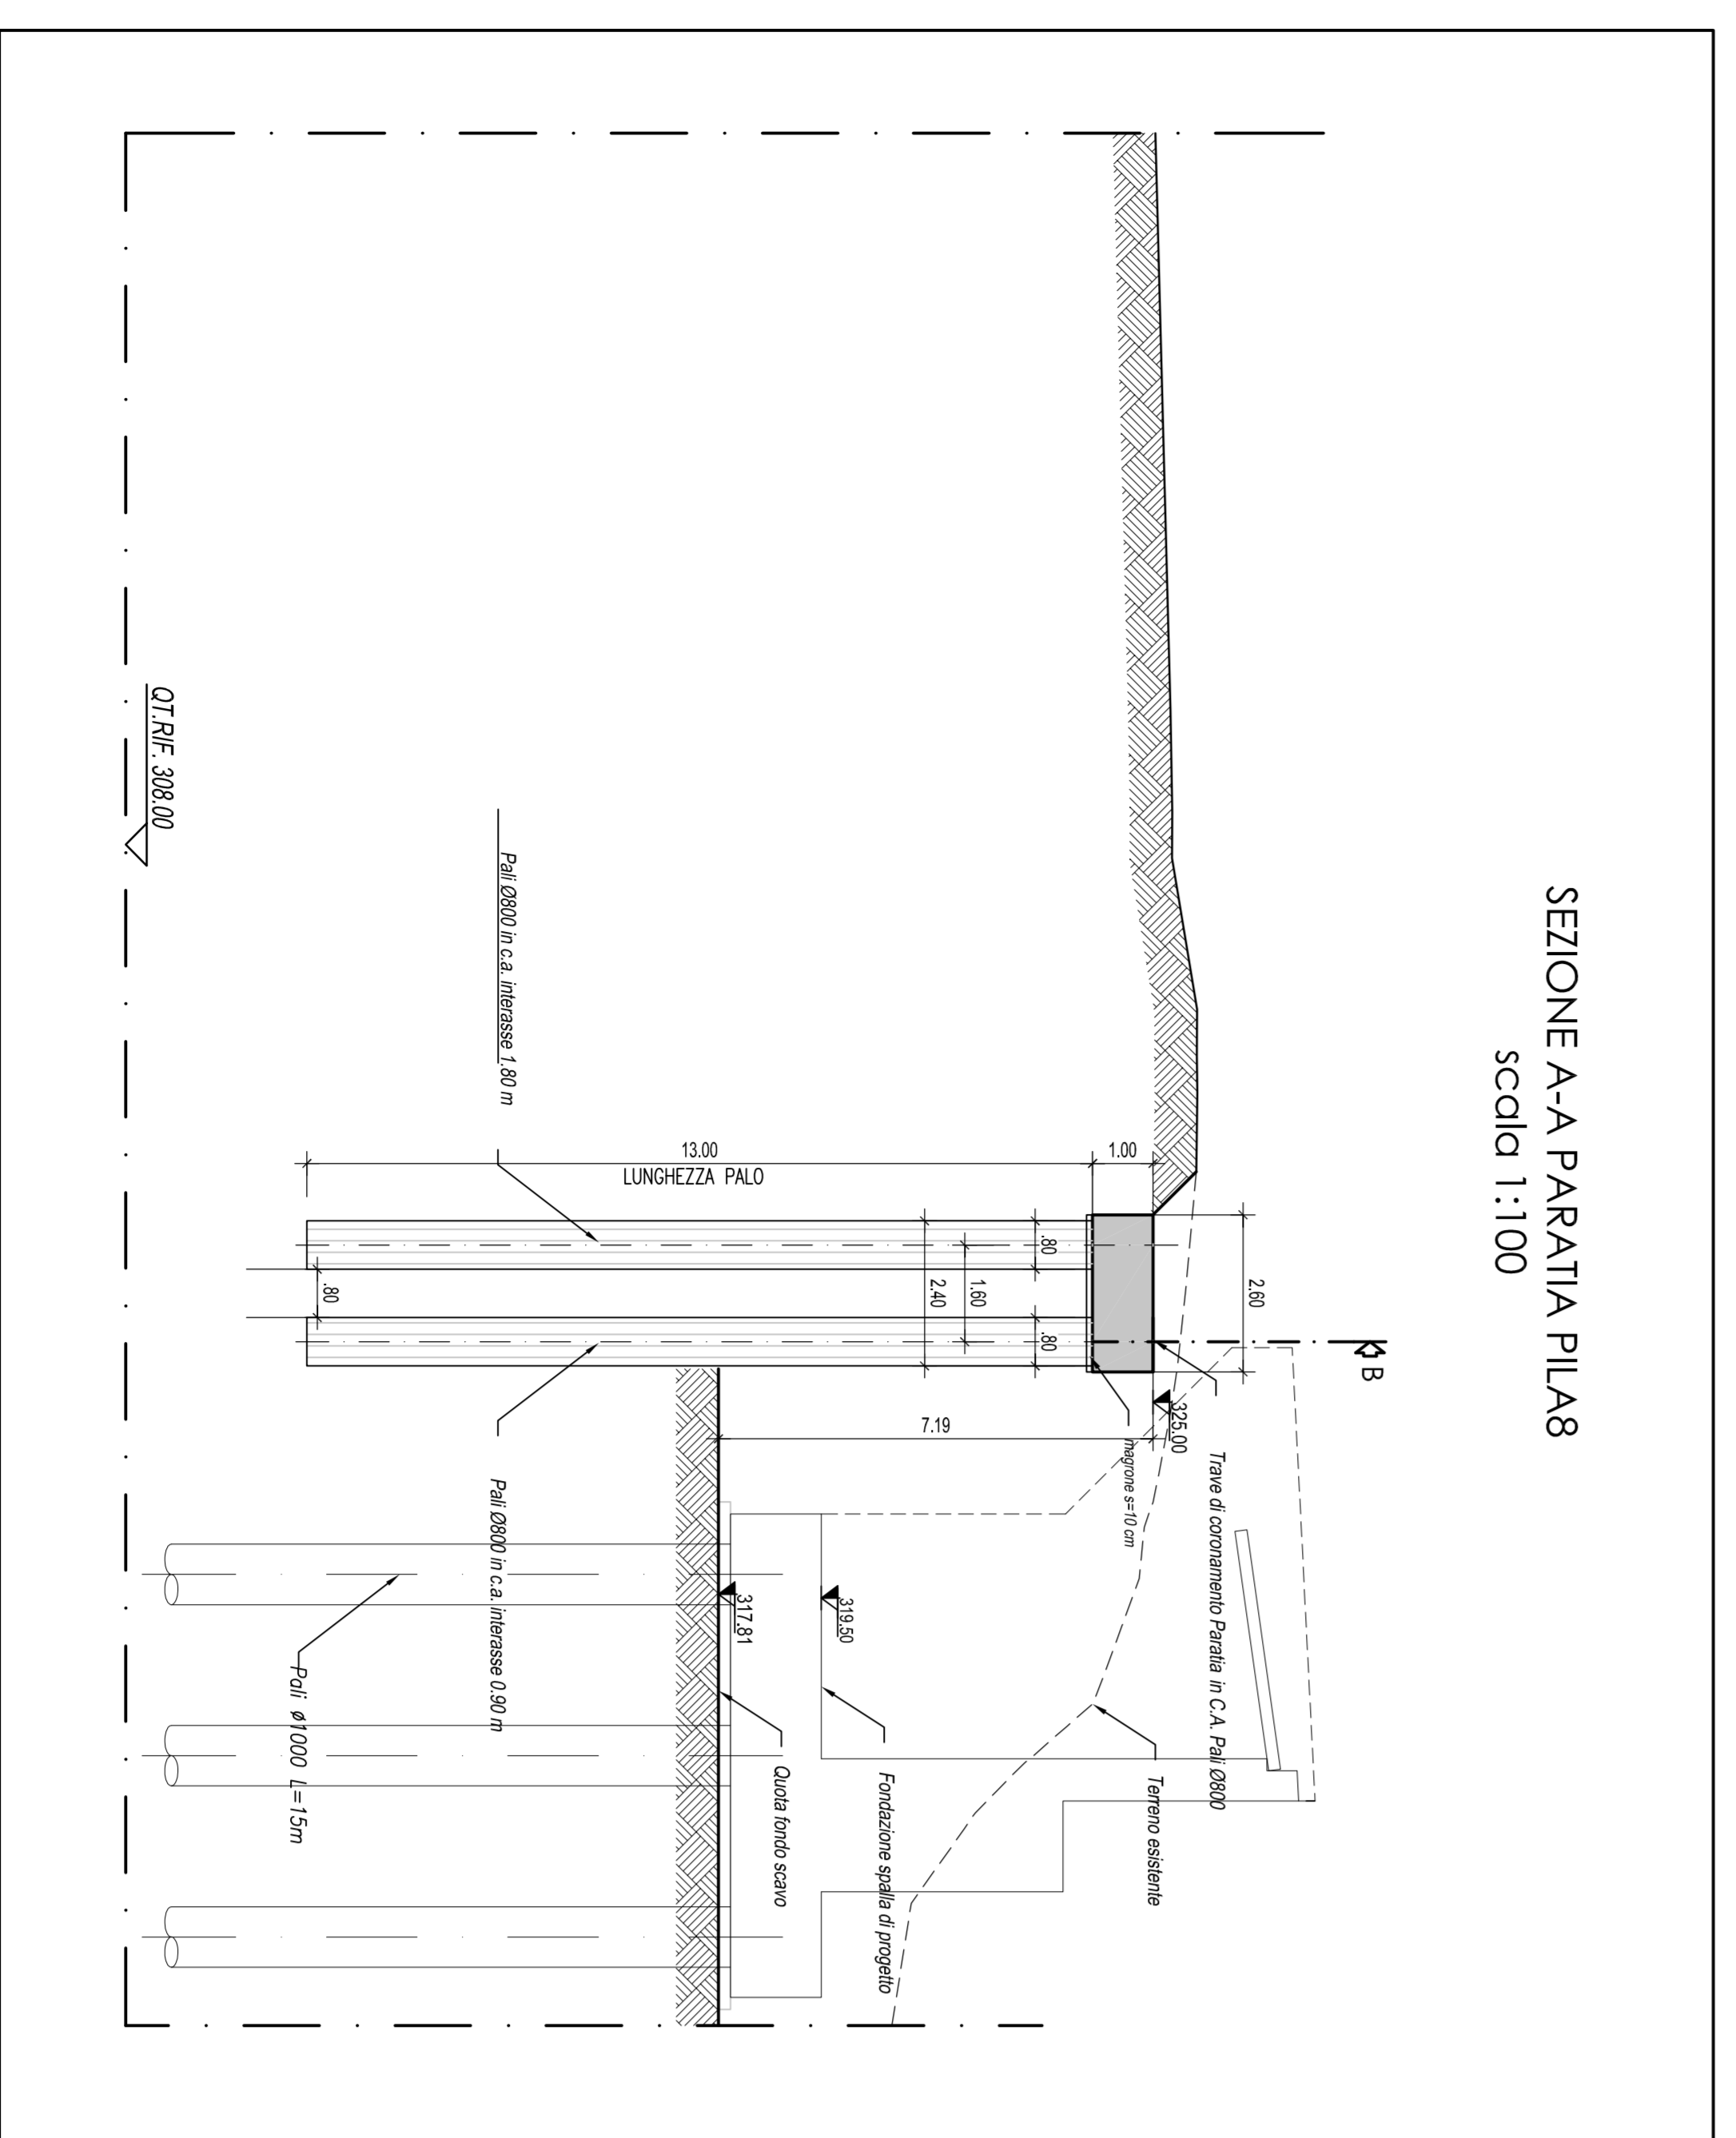 SEZIONE A-A PARATIA PILA8
scala 1:100
B
2.60
325.00
Trave di coronamento Paratia in C.A. Pali Ø800
magrone s=10 cm
Terreno esistente
1.00
13.00
LUNGHEZZA PALO
.80
.80
1.60
2.40
.80
7.19
319.50
Fondazione spalla di progetto
317.81
Quota fondo scavo
Pali Ø800 in c.a. interasse 1.80 m
Pali Ø800 in c.a. interasse 0.90 m
Pali ø1000 L=15m
QT.RIF. 308.00